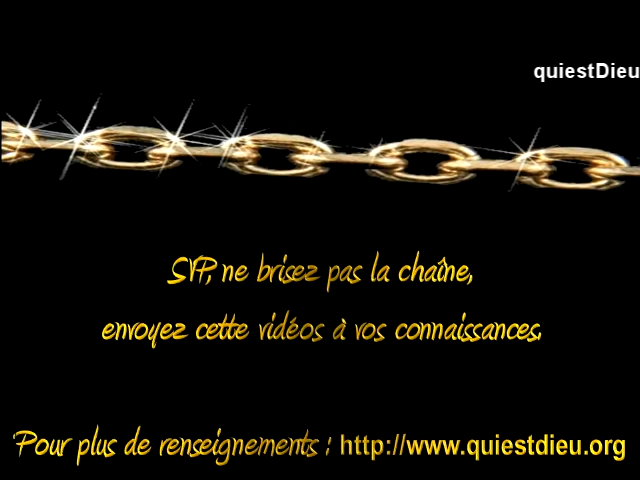 quiestDieu
SVP, ne brisez pas la chaîne,
envoyez cette vidéos à vos connaissances.
Pour plus de renseignements : http://www.quiestdieu.org